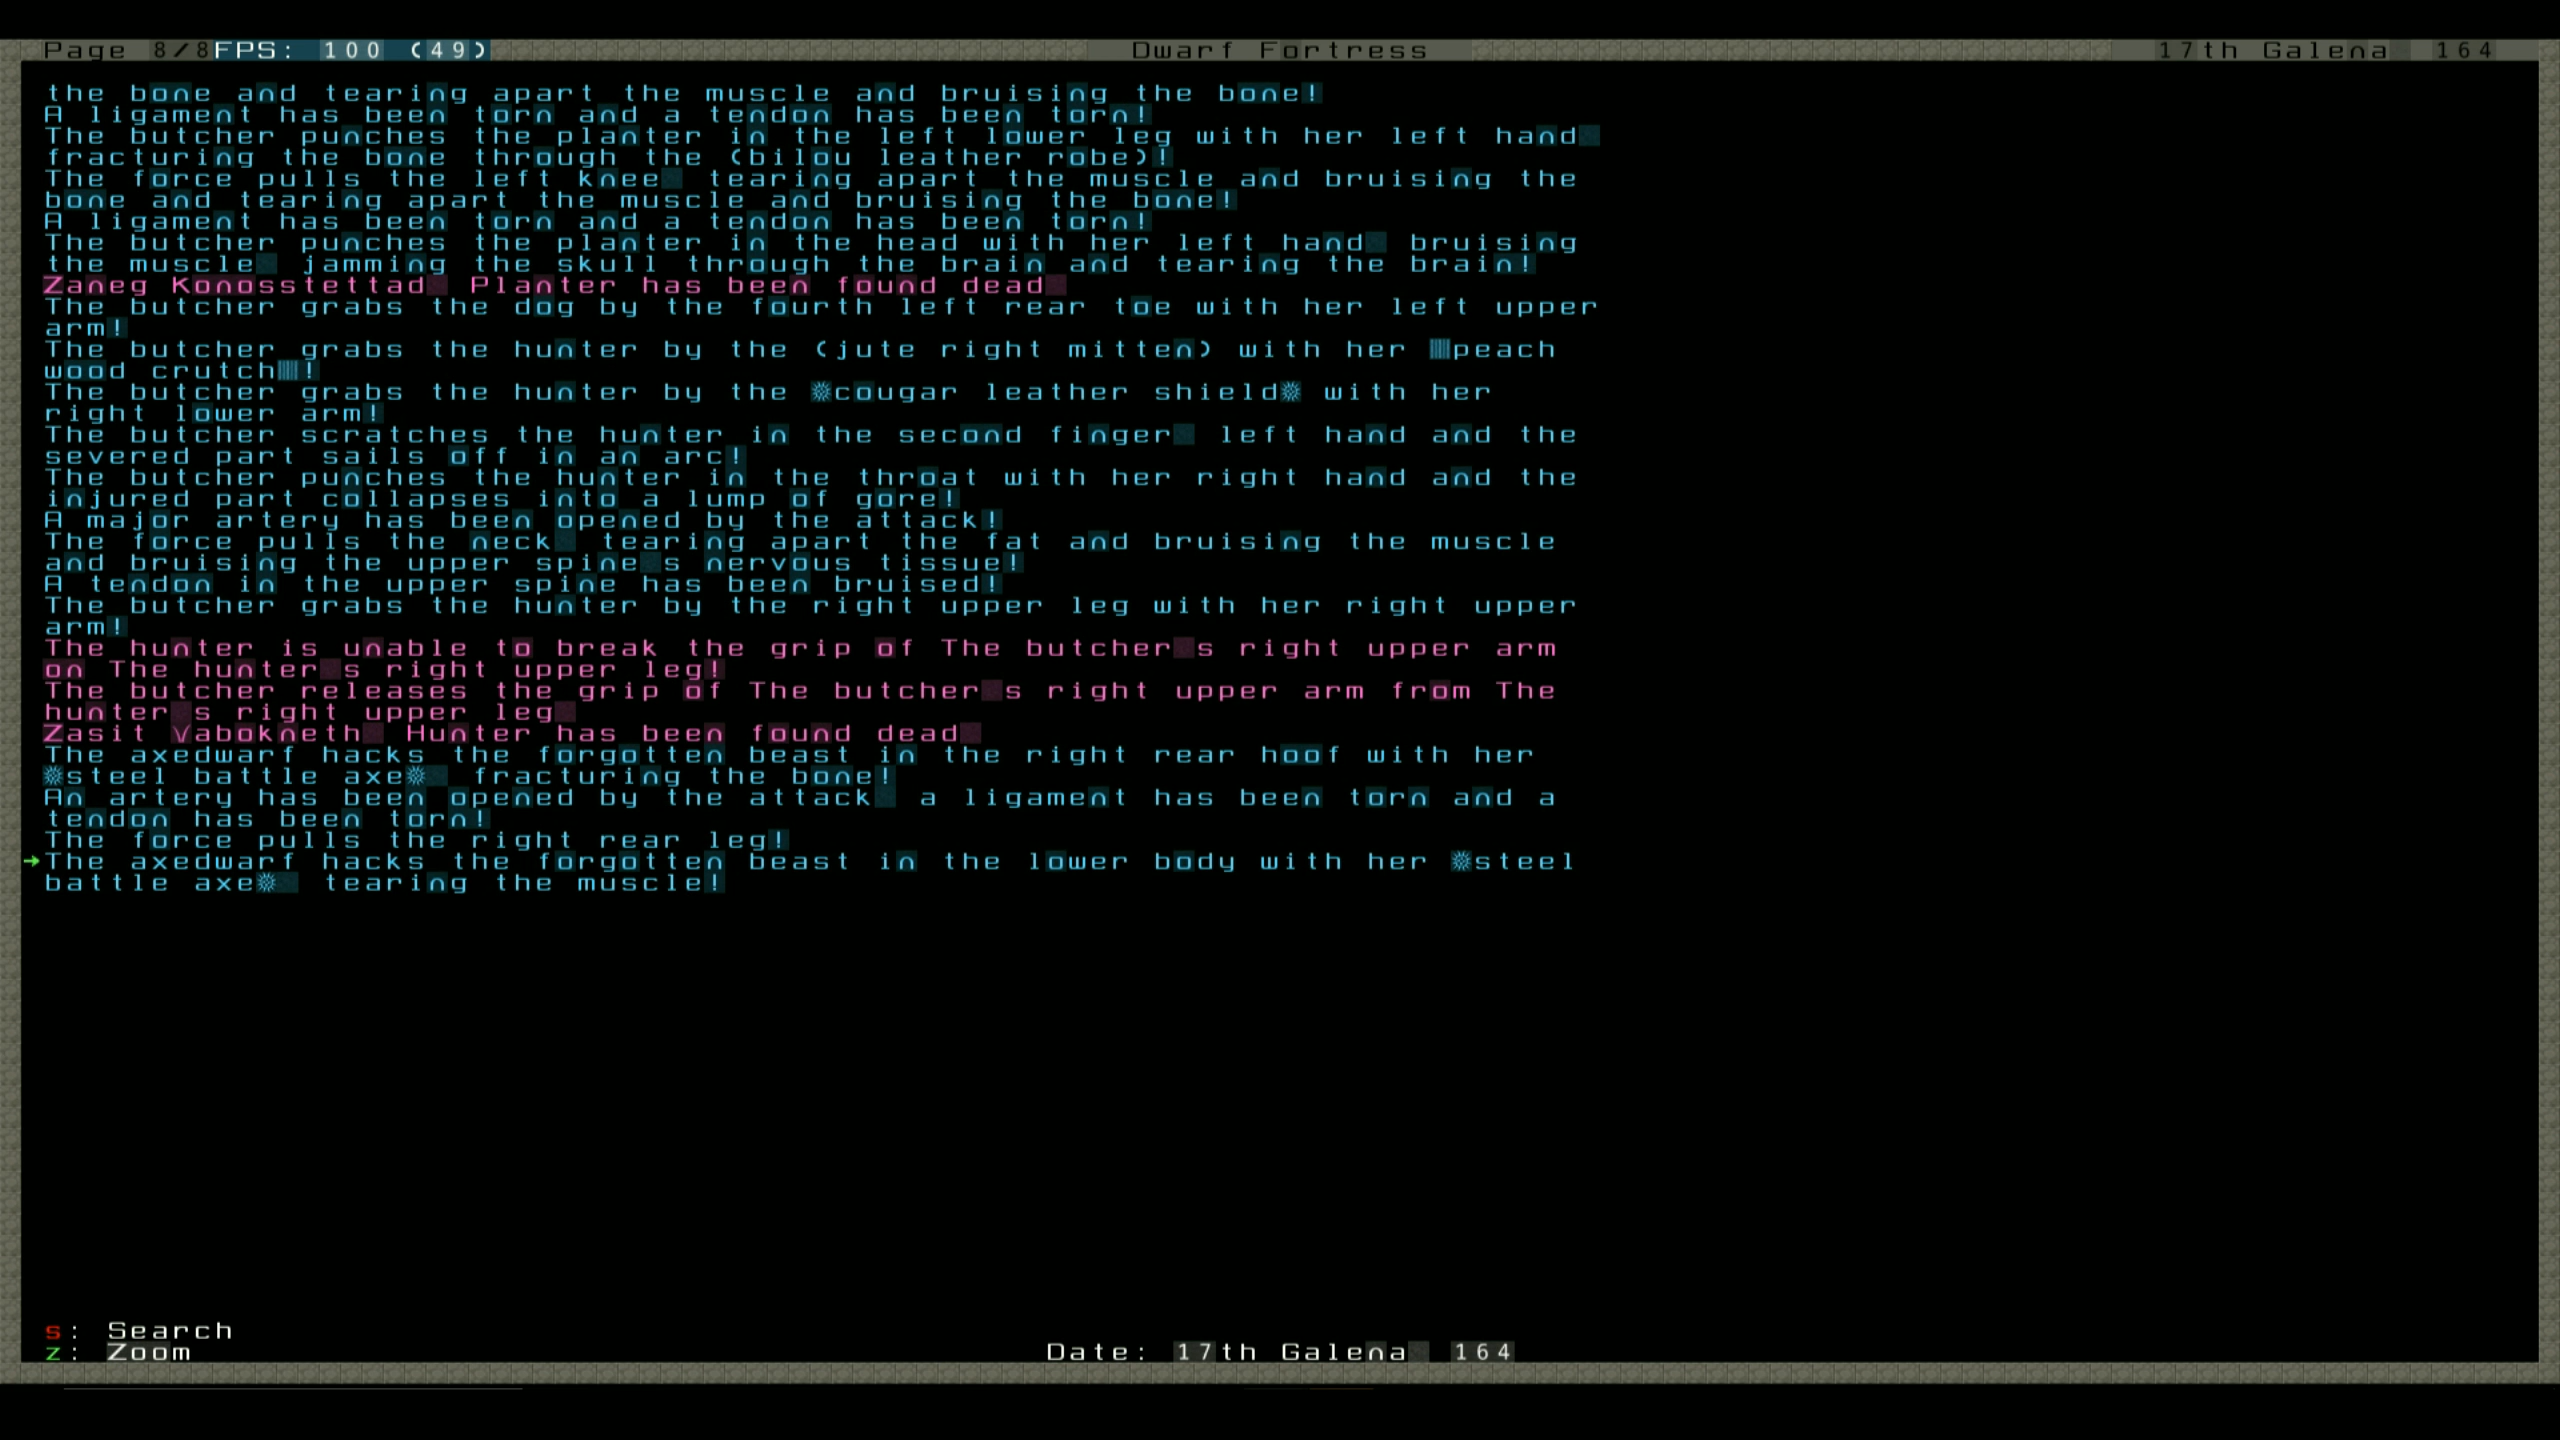 Page 8/8 FPS: 100 (49) Dwarf Fortress 17th Galena 164
the bone and tearing apart the muscle and bruising the bone!
A ligament has been torn and a tendon has been torn!
The butcher punches the planter in the left lower leg with her left hand
fracturing the bone through the (bilou leather robe)!
The force pulls the left knee tearing apart the muscle and bruising the
bone and tearing apart the muscle and bruising the bone!
A ligament has been torn and a tendon has been torn!
The butcher punches the planter in the head with her left hand bruising
the muscle jamming the skull through the brain and tearing the brain!
Zaneg Konosstettad Planter has been found dead
The butcher grabs the dog by the fourth left rear toe with her left upper
arm!
The butcher grabs the hunter by the (jute right mitten) with her peach
wood crutch !
The butcher grabs the hunter by the ☼cougar leather shield☼ with her
right lower arm!
The butcher scratches the hunter in the second finger left hand and the
severed part sails off in an arc!
The butcher punches the hunter in the throat with her right hand and the
injured part collapses into a lump of gore!
A major artery has been opened by the attack!
The force pulls the neck tearing apart the fat and bruising the muscle
and bruising the upper spine s nervous tissue!
A tendon in the upper spine has been bruised!
The butcher grabs the hunter by the right upper leg with her right upper
arm!
The hunter is unable to break the grip of The butcher s right upper arm
on The hunter s right upper leg!
The butcher releases the grip of The butcher s right upper arm from The
hunter s right upper leg
Zasit Vabokneth Hunter has been found dead
The axedwarf hacks the forgotten beast in the right rear hoof with her
☼steel battle axe☼ fracturing the bone!
An artery has been opened by the attack a ligament has been torn and a
tendon has been torn!
The force pulls the right rear leg!
→The axedwarf hacks the forgotten beast in the lower body with her ☼steel
battle axe☼ tearing the muscle!
s: Search
z: Zoom Date: 17th Galena 164